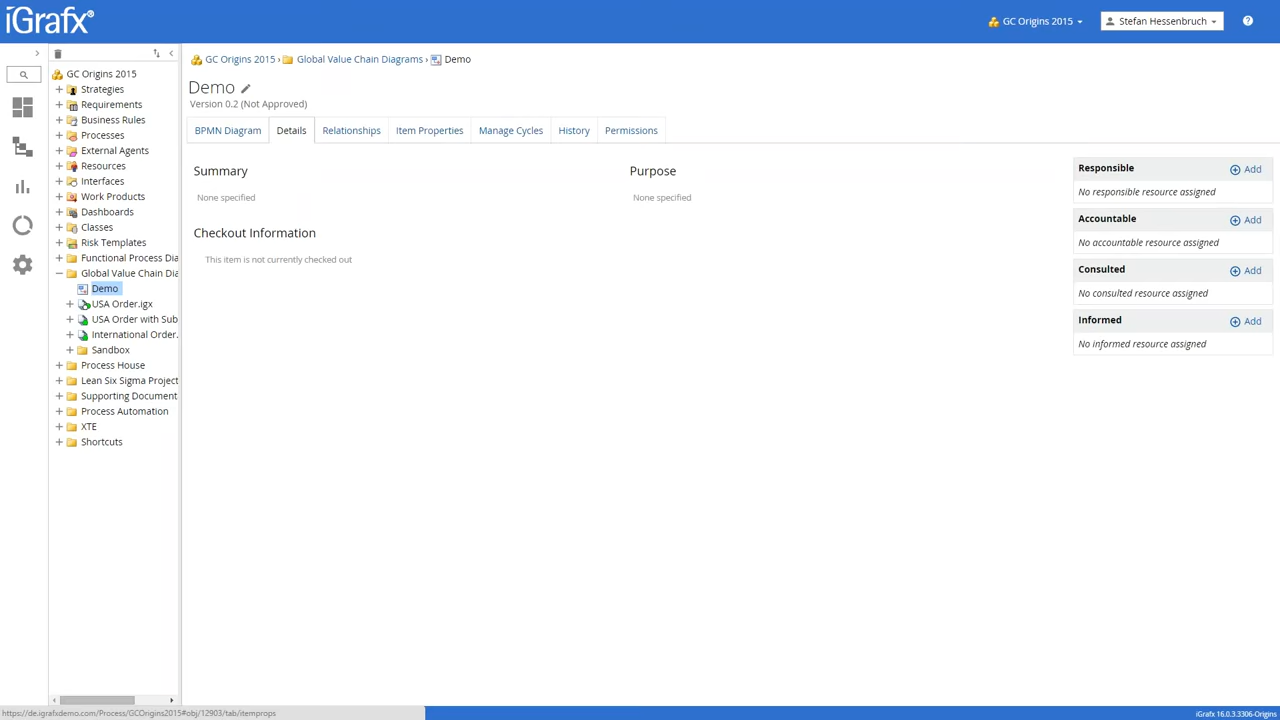 iGrafx®
GC Origins 2015
Stefan Hessenbruch
GC Origins 2015
Strategies
Requirements
Business Rules
Processes
External Agents
Resources
Interfaces
Work Products
Dashboards
Classes
Risk Templates
Functional Process Dia
Global Value Chain Dia
Demo
USA Order.igx
USA Order with Sub
International Order.
Sandbox
Process House
Lean Six Sigma Project
Supporting Document
Process Automation
XTE
Shortcuts
GC Origins 2015 › Global Value Chain Diagrams › Demo
Demo
Version 0.2 (Not Approved)
BPMN Diagram Details Relationships Item Properties Manage Cycles History Permissions
Summary
None specified
Purpose
None specified
Checkout Information
This item is not currently checked out
Responsible Add
No responsible resource assigned
Accountable Add
No accountable resource assigned
Consulted Add
No consulted resource assigned
Informed Add
No informed resource assigned
https://de.igrafxdemo.com/Process/GCOrigins2015#obj/12903/tab/itemprops
iGrafx 16.0.3.3306-Origins